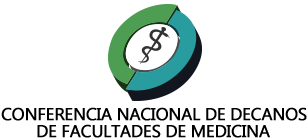 CONFERENCIA NACIONAL DE DECANOS
DE FACULTADES DE MEDICINA